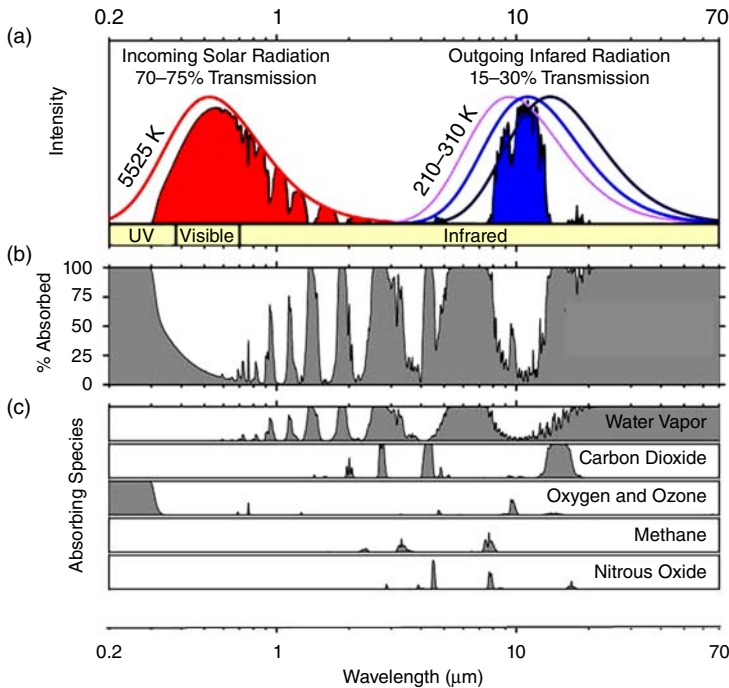 0.2 1 10 70
(a)
Incoming Solar Radiation
70–75% Transmission
Outgoing Infared Radiation
15–30% Transmission
Intensity
5525 K
210–310 K
UV Visible Infrared
(b)
% Absorbed
100
75
50
25
0
(c)
Absorbing Species
Water Vapor
Carbon Dioxide
Oxygen and Ozone
Methane
Nitrous Oxide
0.2 1 10 70
Wavelength (μm)